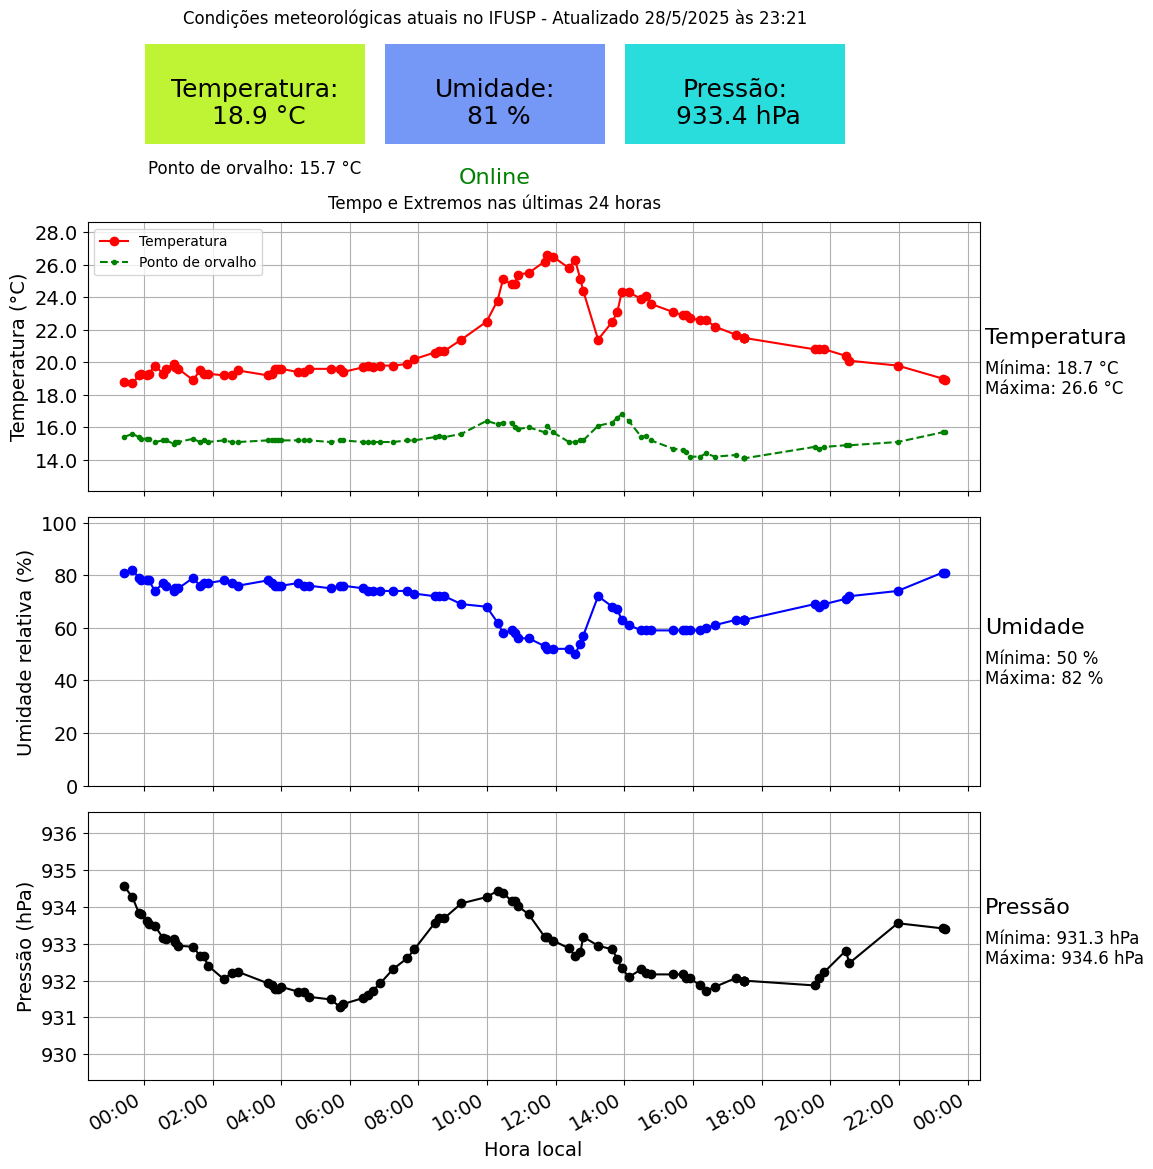 Condições meteorológicas atuais no IFUSP - Atualizado 28/5/2025 às 23:21
Temperatura:
18.9 °C
Umidade:
81 %
Pressão:
933.4 hPa
Ponto de orvalho: 15.7 °C
Online
Tempo e Extremos nas últimas 24 horas
Temperatura (°C)
28.0
26.0
24.0
22.0
20.0
18.0
16.0
14.0
Temperatura
Ponto de orvalho
Temperatura
Mínima: 18.7 °C
Máxima: 26.6 °C
Umidade relativa (%)
100
80
60
40
20
0
Umidade
Mínima: 50 %
Máxima: 82 %
Pressão (hPa)
936
935
934
933
932
931
930
Pressão
Mínima: 931.3 hPa
Máxima: 934.6 hPa
00:00 02:00 04:00 06:00 08:00 10:00 12:00 14:00 16:00 18:00 20:00 22:00 00:00
Hora local